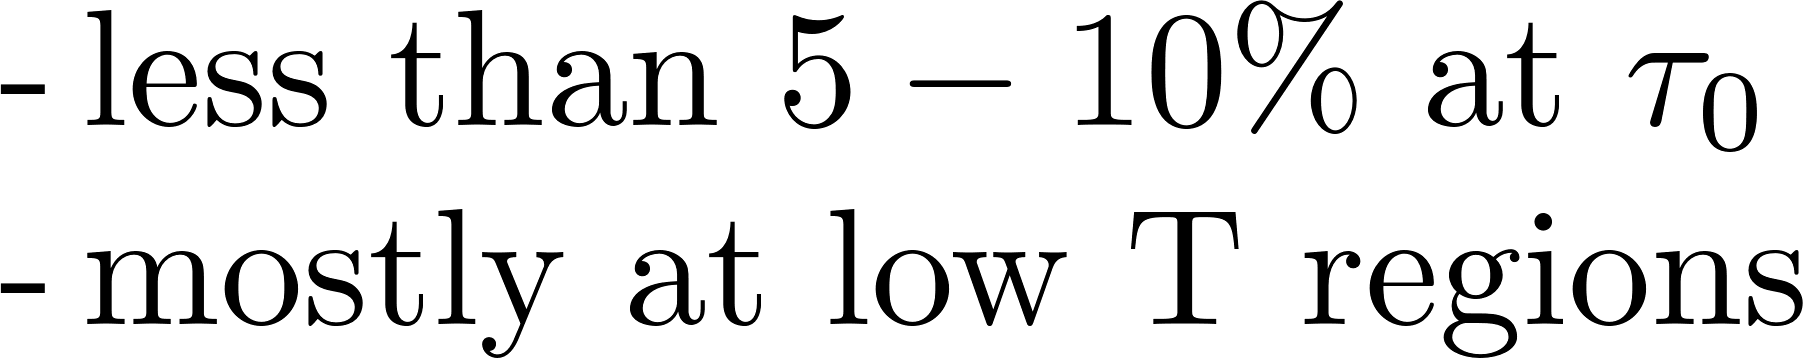 - less than 5 − 10% at τ₀
- mostly at low T regions